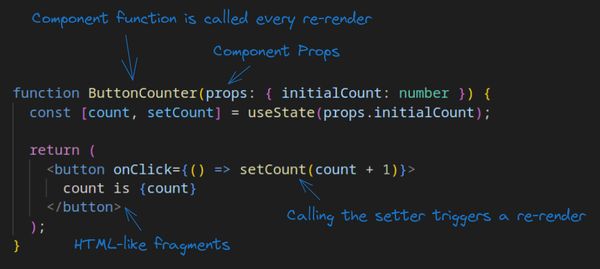 Component function is called every re-render
Component Props
function ButtonCounter(props: { initialCount: number }) {
const [count, setCount] = useState(props.initialCount);
return (
<button onClick={() => setCount(count + 1)}>
count is {count}
</button>
Calling the setter triggers a re-render
);
HTML-like fragments
}